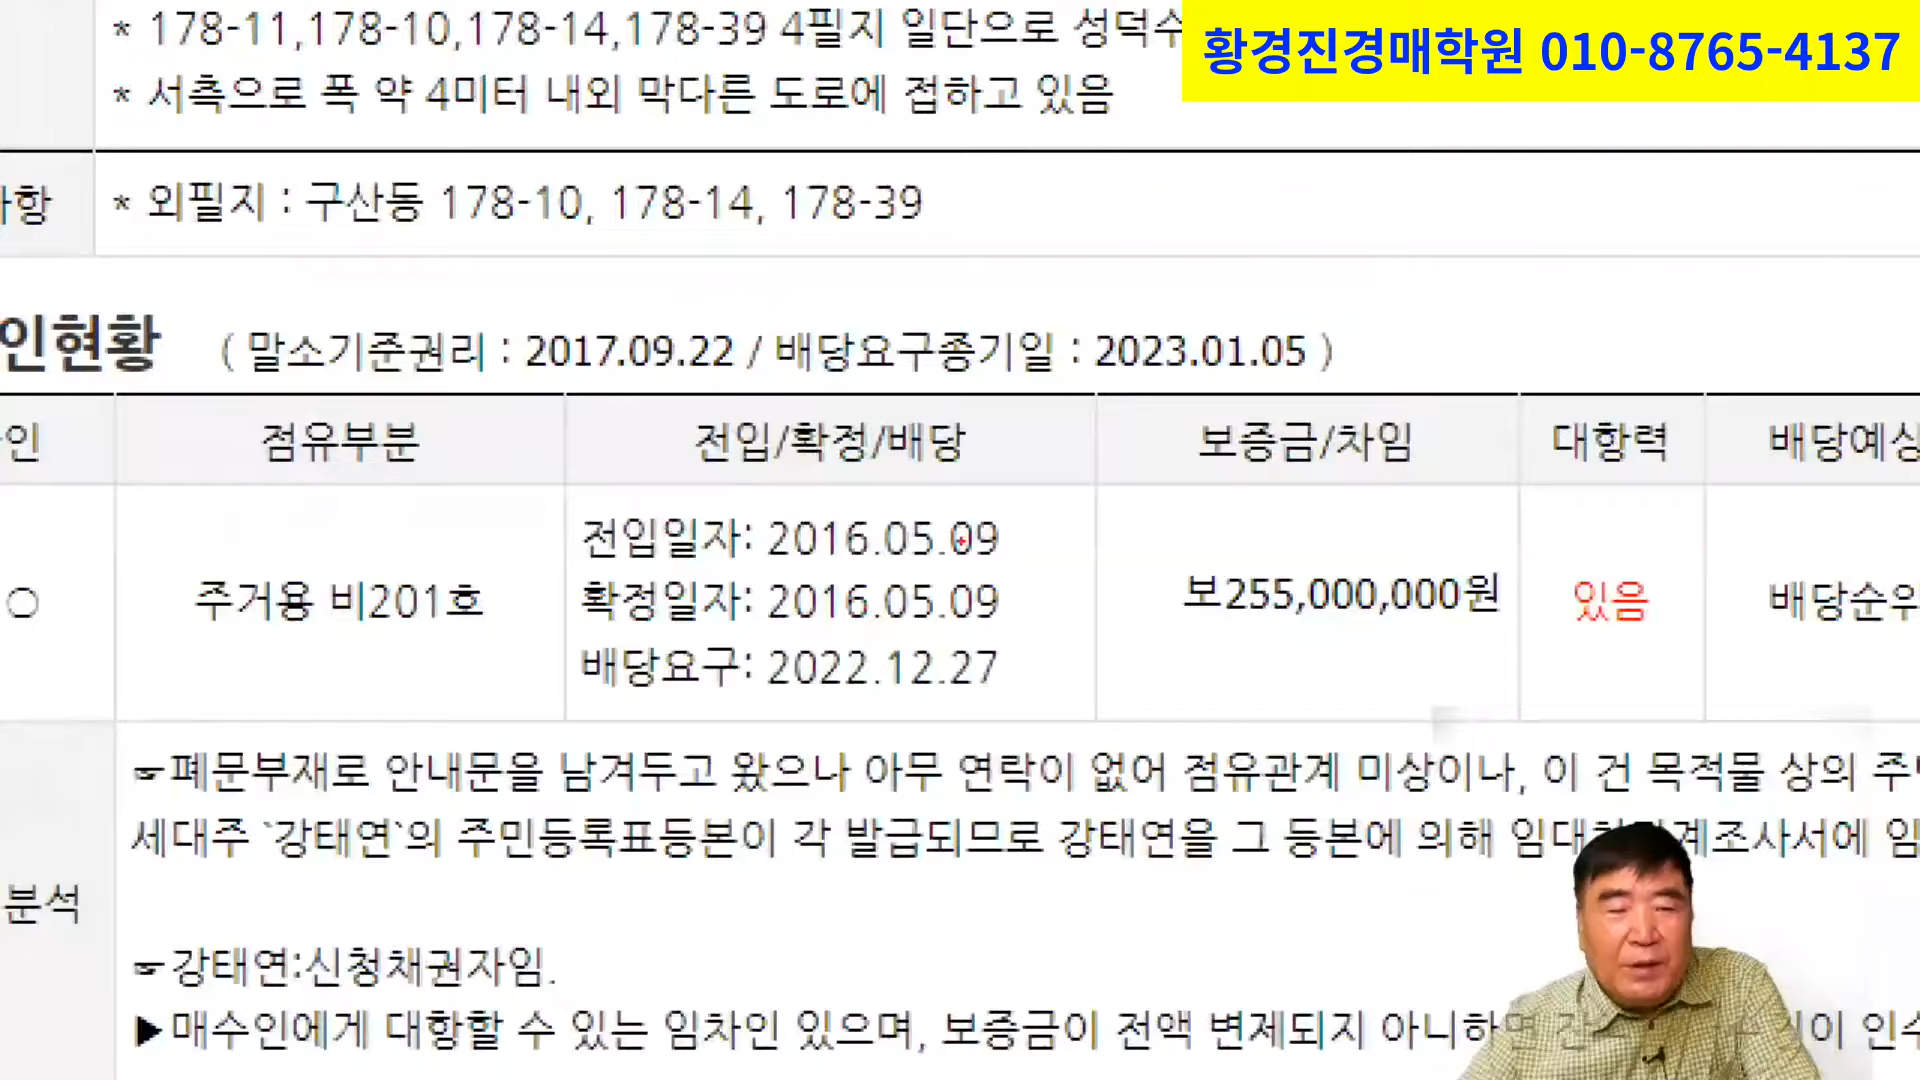 * 178-11,178-10,178-14,178-39 4필지 일단으로 성덕수
황경진경매학원 010-8765-4137
* 서측으로 폭 약 4미터 내외 막다른 도로에 접하고 있음
사항 * 외필지 : 구산동 178-10, 178-14, 178-39
인현황 ( 말소기준권리 : 2017.09.22 / 배당요구종기일 : 2023.01.05 )
인 점유부분 전입/확정/배당 보증금/차임 대항력 배당예상
전입일자: 2016.05.09
○ 주거용 비201호 확정일자: 2016.05.09 보255,000,000원 있음 배당순위
배당요구: 2022.12.27
☞폐문부재로 안내문을 남겨두고 왔으나 아무 연락이 없어 점유관계 미상이나, 이 건 목적물 상의 주
세대주 `강태연`의 주민등록표등본이 각 발급되므로 강태연을 그 등본에 의해 계조사서에 임
분석
☞강태연:신청채권자임.
▶매수인에게 대항할 수 있는 임차인 있으며, 보증금이 전액 변제되지 아니하면 이 인수